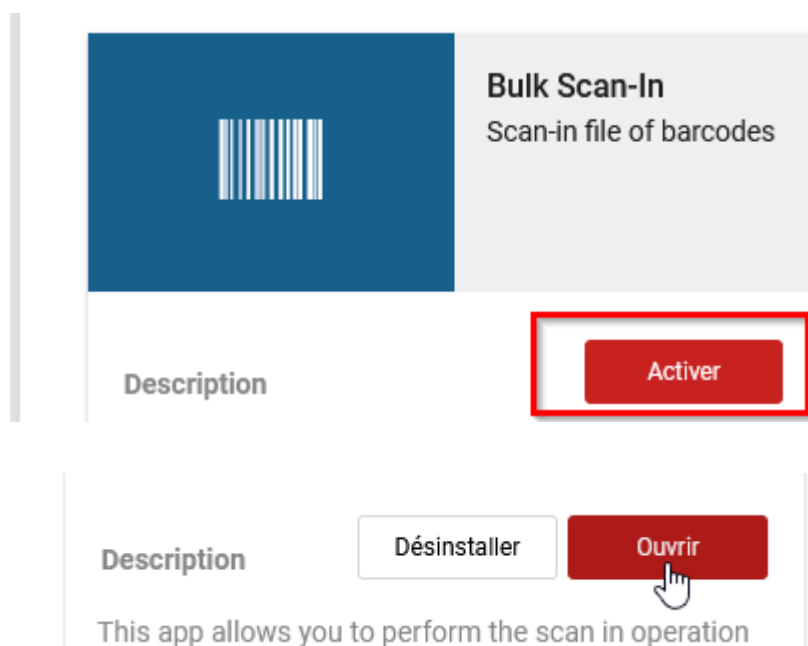 Bulk Scan-In
Scan-in file of barcodes
Description
Activer
Description
Désinstaller
Ouvrir
This app allows you to perform the scan in operation